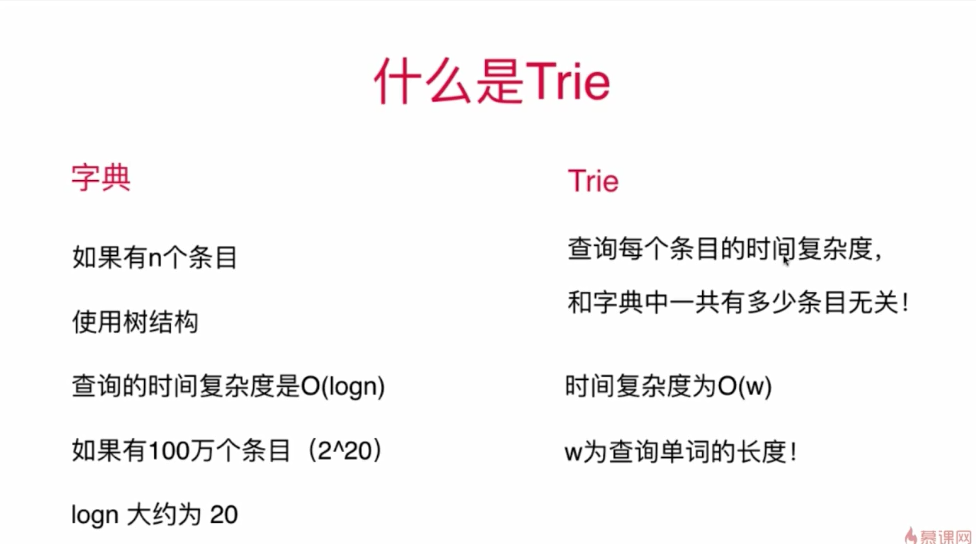 什么是Trie
字典
如果有n个条目
使用树结构
查询的时间复杂度是O(logn)
如果有100万个条目（2^20）
logn 大约为 20
Trie
查询每个条目的时间复杂度，
和字典中一共有多少条目无关！
时间复杂度为O(w)
w为查询单词的长度！
慕课网